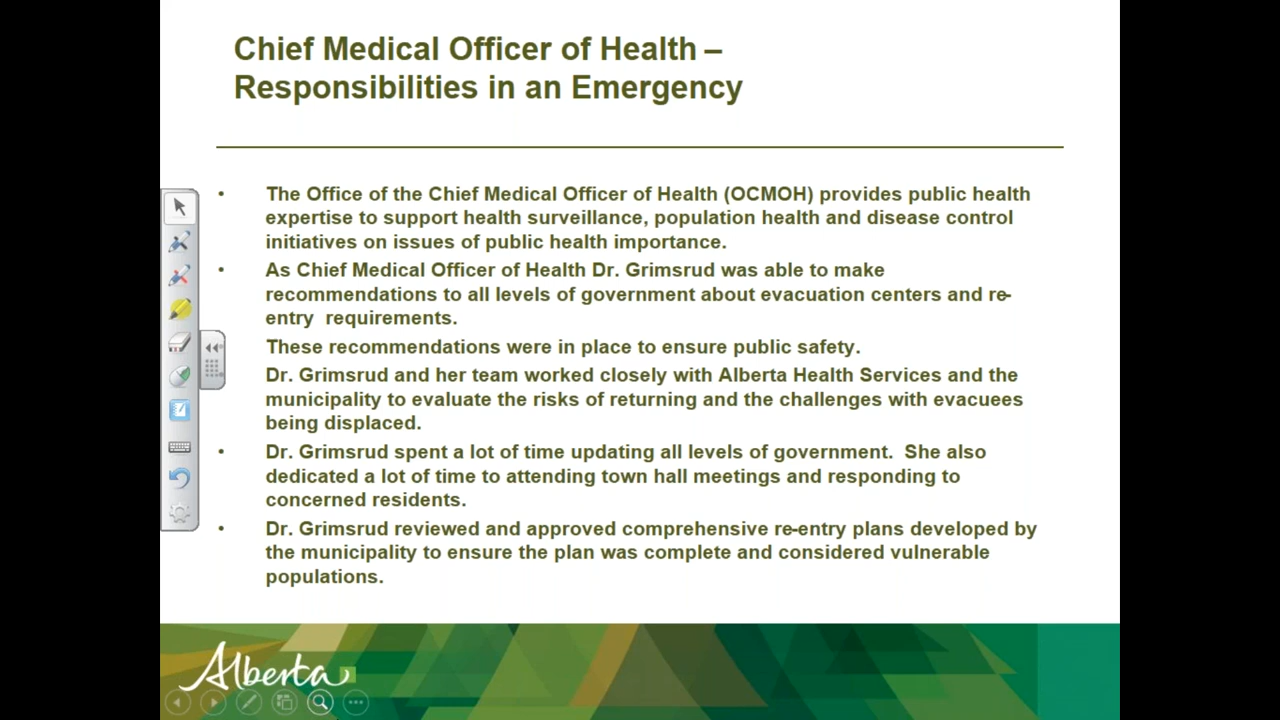 Chief Medical Officer of Health –
Responsibilities in an Emergency
• The Office of the Chief Medical Officer of Health (OCMOH) provides public health
expertise to support health surveillance, population health and disease control
initiatives on issues of public health importance.
• As Chief Medical Officer of Health Dr. Grimsrud was able to make
recommendations to all levels of government about evacuation centers and re-
entry requirements.
These recommendations were in place to ensure public safety.
Dr. Grimsrud and her team worked closely with Alberta Health Services and the
municipality to evaluate the risks of returning and the challenges with evacuees
being displaced.
• Dr. Grimsrud spent a lot of time updating all levels of government. She also
dedicated a lot of time to attending town hall meetings and responding to
concerned residents.
• Dr. Grimsrud reviewed and approved comprehensive re-entry plans developed by
the municipality to ensure the plan was complete and considered vulnerable
populations.
Alberta